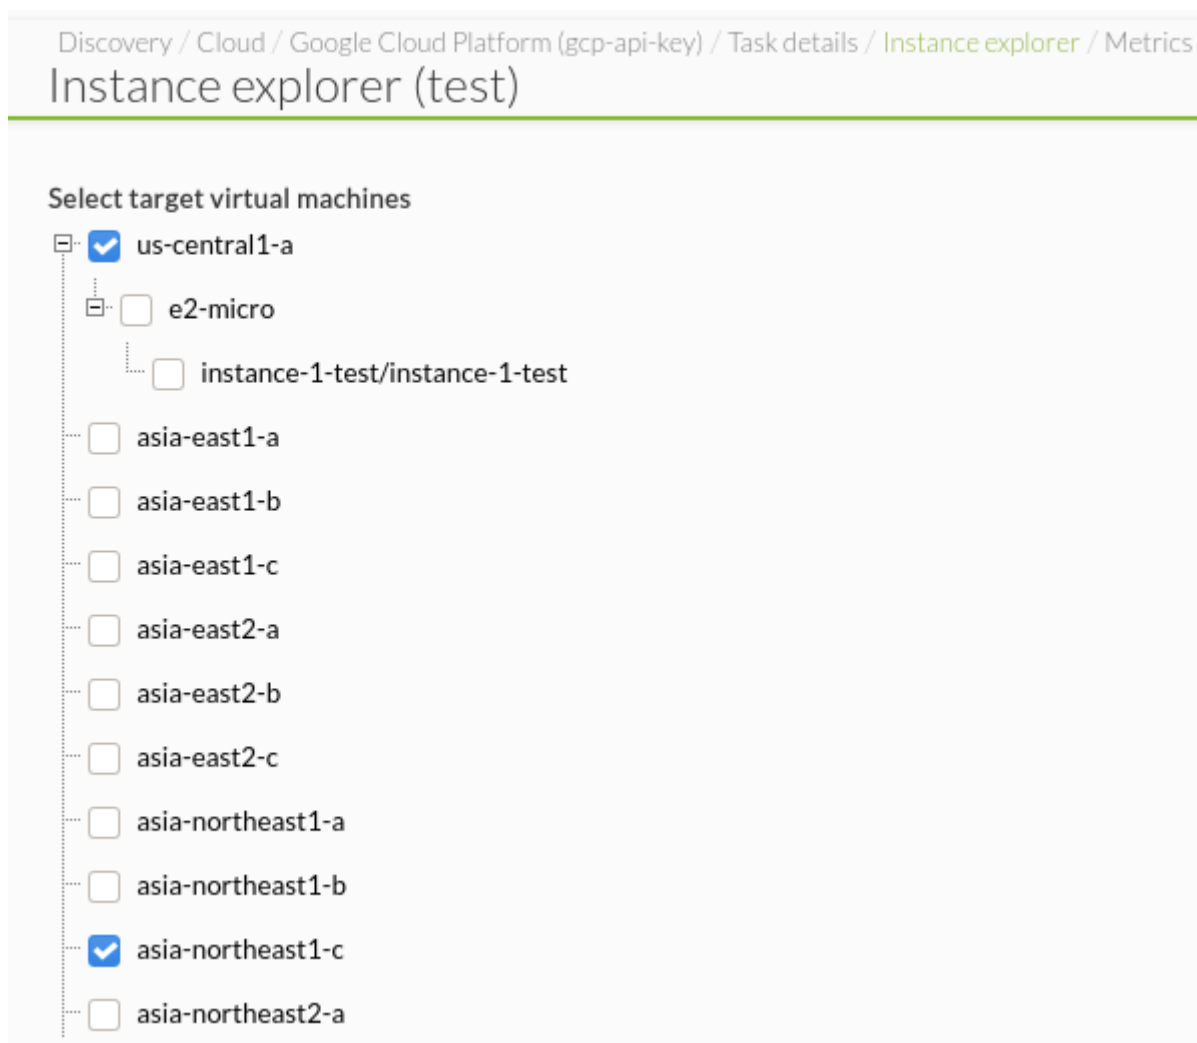 Discovery / Cloud / Google Cloud Platform (gcp-api-key) / Task details / Instance explorer / Metrics
Instance explorer (test)
Select target virtual machines
us-central1-a
e2-micro
instance-1-test/instance-1-test
asia-east1-a
asia-east1-b
asia-east1-c
asia-east2-a
asia-east2-b
asia-east2-c
asia-northeast1-a
asia-northeast1-b
asia-northeast1-c
asia-northeast2-a